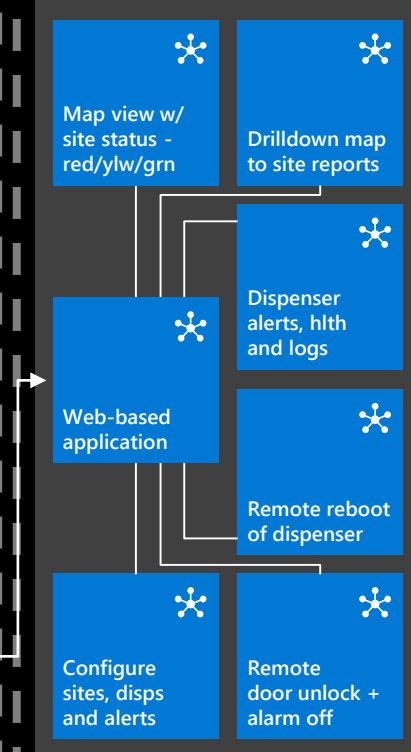 Map view w/
site status -
red/ylw/grn
Drilldown map
to site reports
Dispenser
alerts, hlth
and logs
Web-based
application
Remote reboot
of dispenser
Configure
sites, disps
and alerts
Remote
door unlock +
alarm off